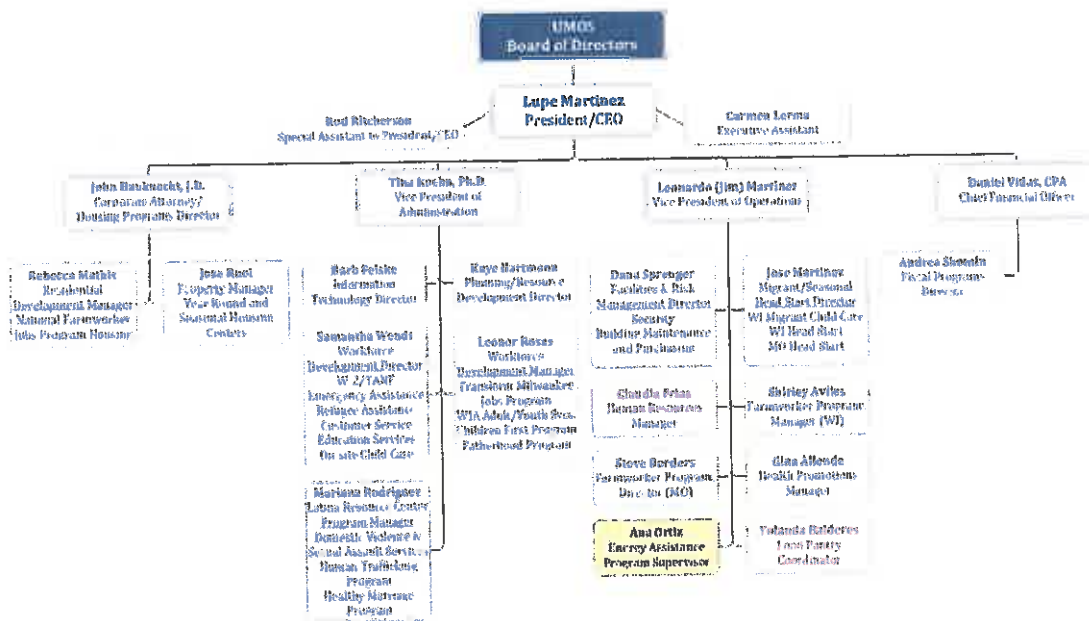 UMOS
Board of Directors
Lupe Martinez
President/CEO
Rod Ritcherson
Special Assistant to President/CEO
Carmen Lerma
Executive Assistant
John Bauknecht, J.D.
Corporate Attorney/
Housing Programs Director
Tina Koehn, Ph.D.
Vice President of
Administration
Leonardo (Jim) Martinez
Vice President of Operations
Daniel Vidas, CPA
Chief Financial Officer
Rebecca Mathis
Residential
Development Manager
National Farmworker
Jobs Program Housing
Jose Ruel
Property Manager
Year Round and
Seasonal Housing
Centers
Barb Felske
Information
Technology Director
Kaye Hartmann
Planning/Resource
Development Director
Dana Sprenger
Facilities & Risk
Management Director
Security
Building Maintenance
and Purchasing
Jose Martinez
Migrant/Seasonal
Head Start Director
WI Migrant Child Care
WI Head Start
MO Head Start
Andrea
Fiscal Programs
Director
Samantha Wendt
Workforce
Development Director
W-2/TANF
Emergency Assistance
Refugee Assistance
Customer Service
Education Services
On-site Child Care
Leonor Rosas
Workforce
Development Manager
Transform Milwaukee
Jobs Program
WIA Adult/Youth Svcs.
Children First Program
Fatherhood Program
Claudia
Human Resources
Manager
Shirley Aviles
Farmworker Program
Manager (WI)
Steve Borders
Farmworker Program
Director (MO)
Gina Allende
Health Promotions
Manager
Mariana Rodriguez
Latina Resource Center
Program Manager
Domestic Violence &
Sexual Assault Services
Human Trafficking
Program
Healthy Marriage
Program
Ana Ortiz
Energy Assistance
Program Supervisor
Yolanda
Food Pantry
Coordinator